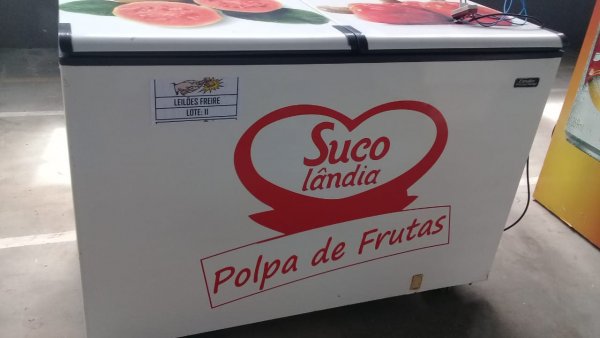 LEILÕES FREIRE
LOTE: 11
Suco
lândia
Polpa de Frutas